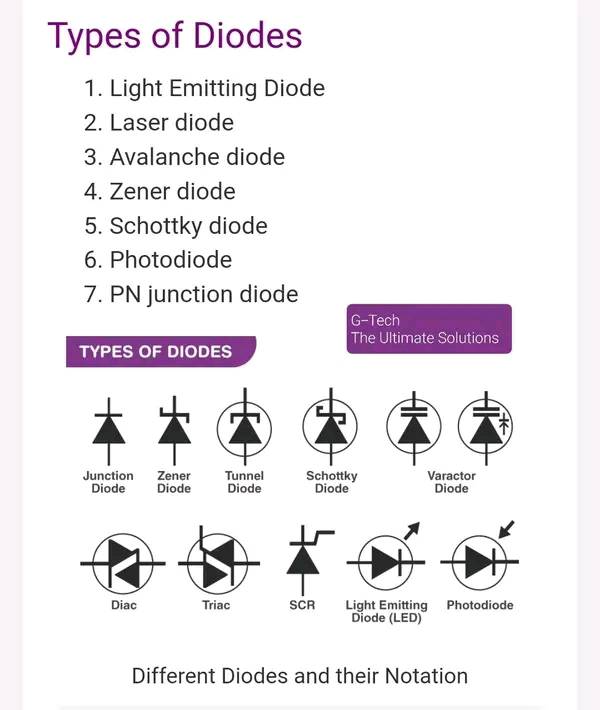 Types of Diodes
1. Light Emitting Diode
2. Laser diode
3. Avalanche diode
4. Zener diode
5. Schottky diode
6. Photodiode
7. PN junction diode
G-Tech
The Ultimate Solutions
TYPES OF DIODES
Junction Diode
Zener Diode
Tunnel Diode
Schottky Diode
Varactor Diode
Diac
Triac
SCR
Light Emitting Diode (LED)
Photodiode
Different Diodes and their Notation